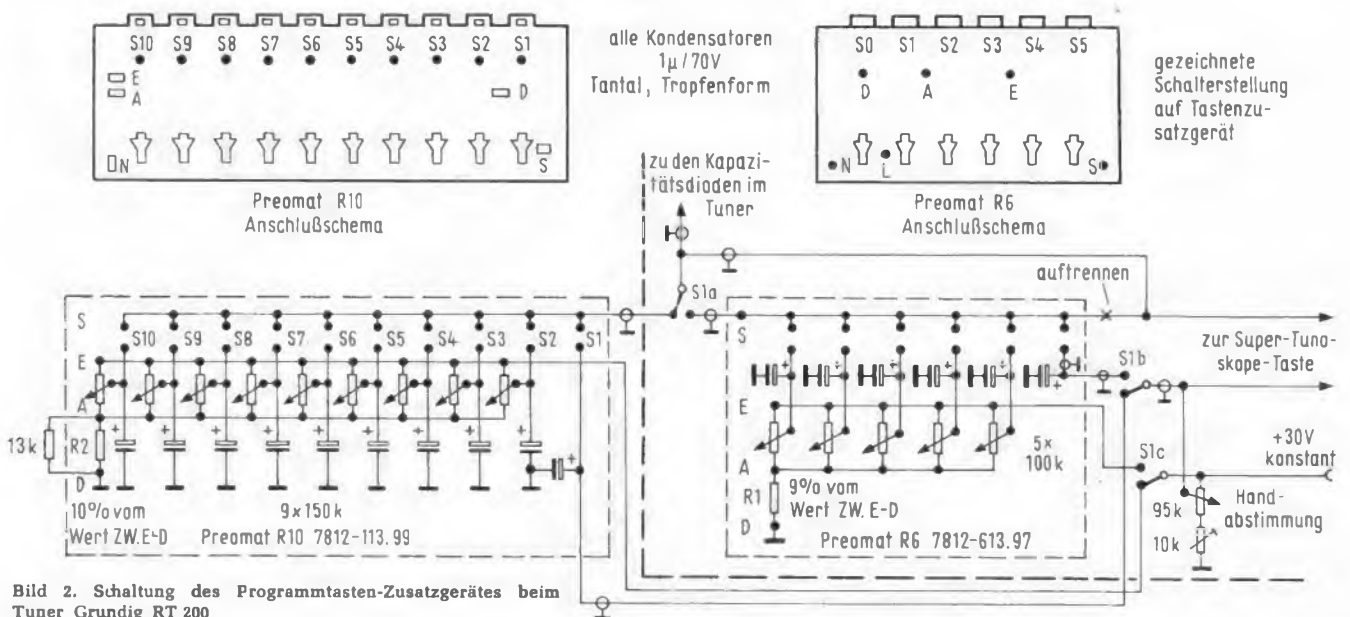 S10 S9 S8 S7 S6 S5 S4 S3 S2 S1
E
A
D
N
S
Preomat R10
Anschlußschema
alle Kondensatoren
1µ/70V
Tantal, Tropfenform
S0 S1 S2 S3 S4 S5
D A E
N L S
Preomat R6
Anschlußschema
gezeichnete
Schalterstellung
auf Tastenzu-
satzgerät
zu den Kapazi-
tätsdioden im
Tuner
auftrennen
S1a
S
S10 S9 S8 S7 S6 S5 S4 S3 S2 S1
E
A
13k
R2
D
10% vom
Wert ZW. E-D
9x150k
Preomat R10 7812-113.99
S
E
A
R1
D
9% vom
Wert ZW. E-D
5x
100k
Preomat R6 7812-613.97
zur Super-Tuno-
skope-Taste
S1b
S1c
+30V
konstant
95k
10k
Hand-
abstimmung
Bild 2. Schaltung des Programmtasten-Zusatzgerätes beim
Tuner Grundig RT 200